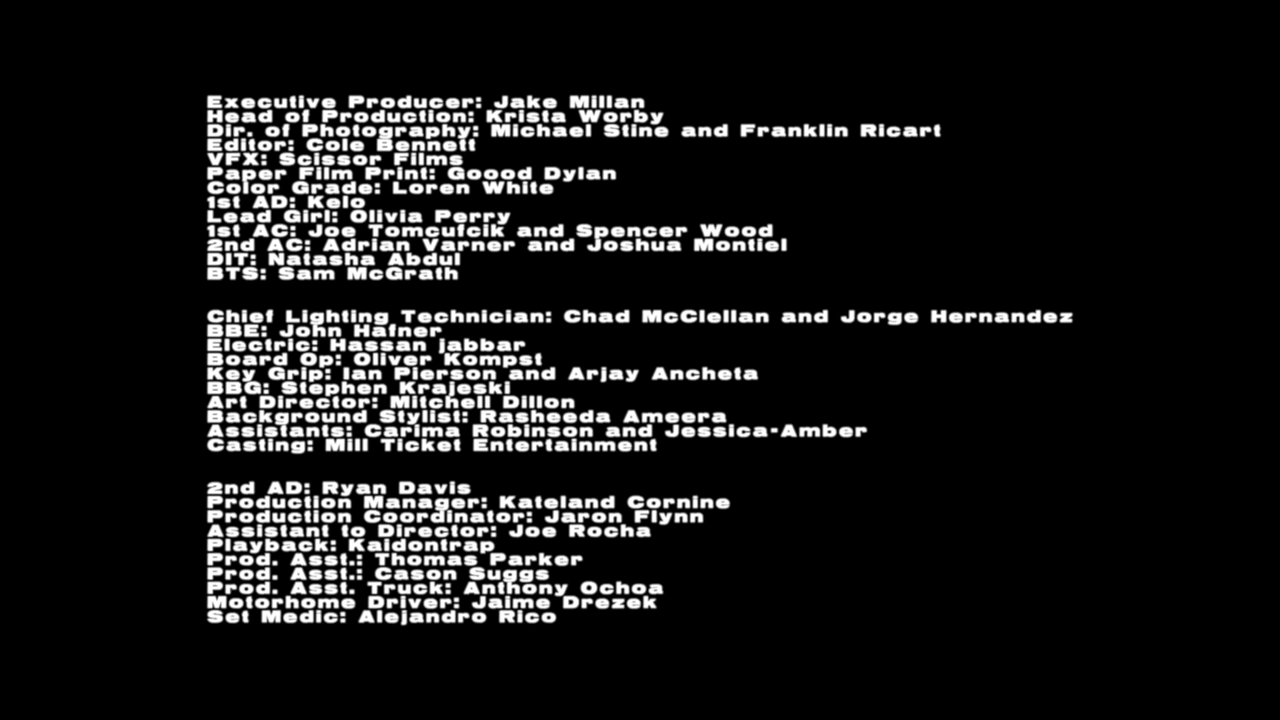 Executive Producer: Jake Millan
Head of Production: Krista Worby
Dir. of Photography: Michael Stine and Franklin Ricart
Editor: Cole Bennett
VFX: Scissor Films
Paper Film Print: Goood Dylan
Color Grade: Loren White
1st AD: Kelo
Lead Girl: Olivia Perry
1st AC: Joe Tomcufcik and Spencer Wood
2nd AC: Adrian Varner and Joshua Montiel
DIT: Natasha Abdul
BTS: Sam McGrath
Chief Lighting Technician: Chad McClellan and Jorge Hernandez
BBE: John Hafner
Electric: Hassan jabbar
Board Op: Oliver Kompst
Key Grip: Ian Pierson and Arjay Ancheta
BBG: Stephen Krajeski
Art Director: Mitchell Dillon
Background Stylist: Rasheeda Ameera
Assistants: Carima Robinson and Jessica-Amber
Casting: Mill Ticket Entertainment
2nd AD: Ryan Davis
Production Manager: Kateland Cornine
Production Coordinator: Jaron Flynn
Assistant to Director: Joe Rocha
Playback: Kaidontrap
Prod. Asst.: Thomas Parker
Prod. Asst.: Cason Suggs
Prod. Asst. Truck: Anthony Ochoa
Motorhome Driver: Jaime Drezek
Set Medic: Alejandro Rico